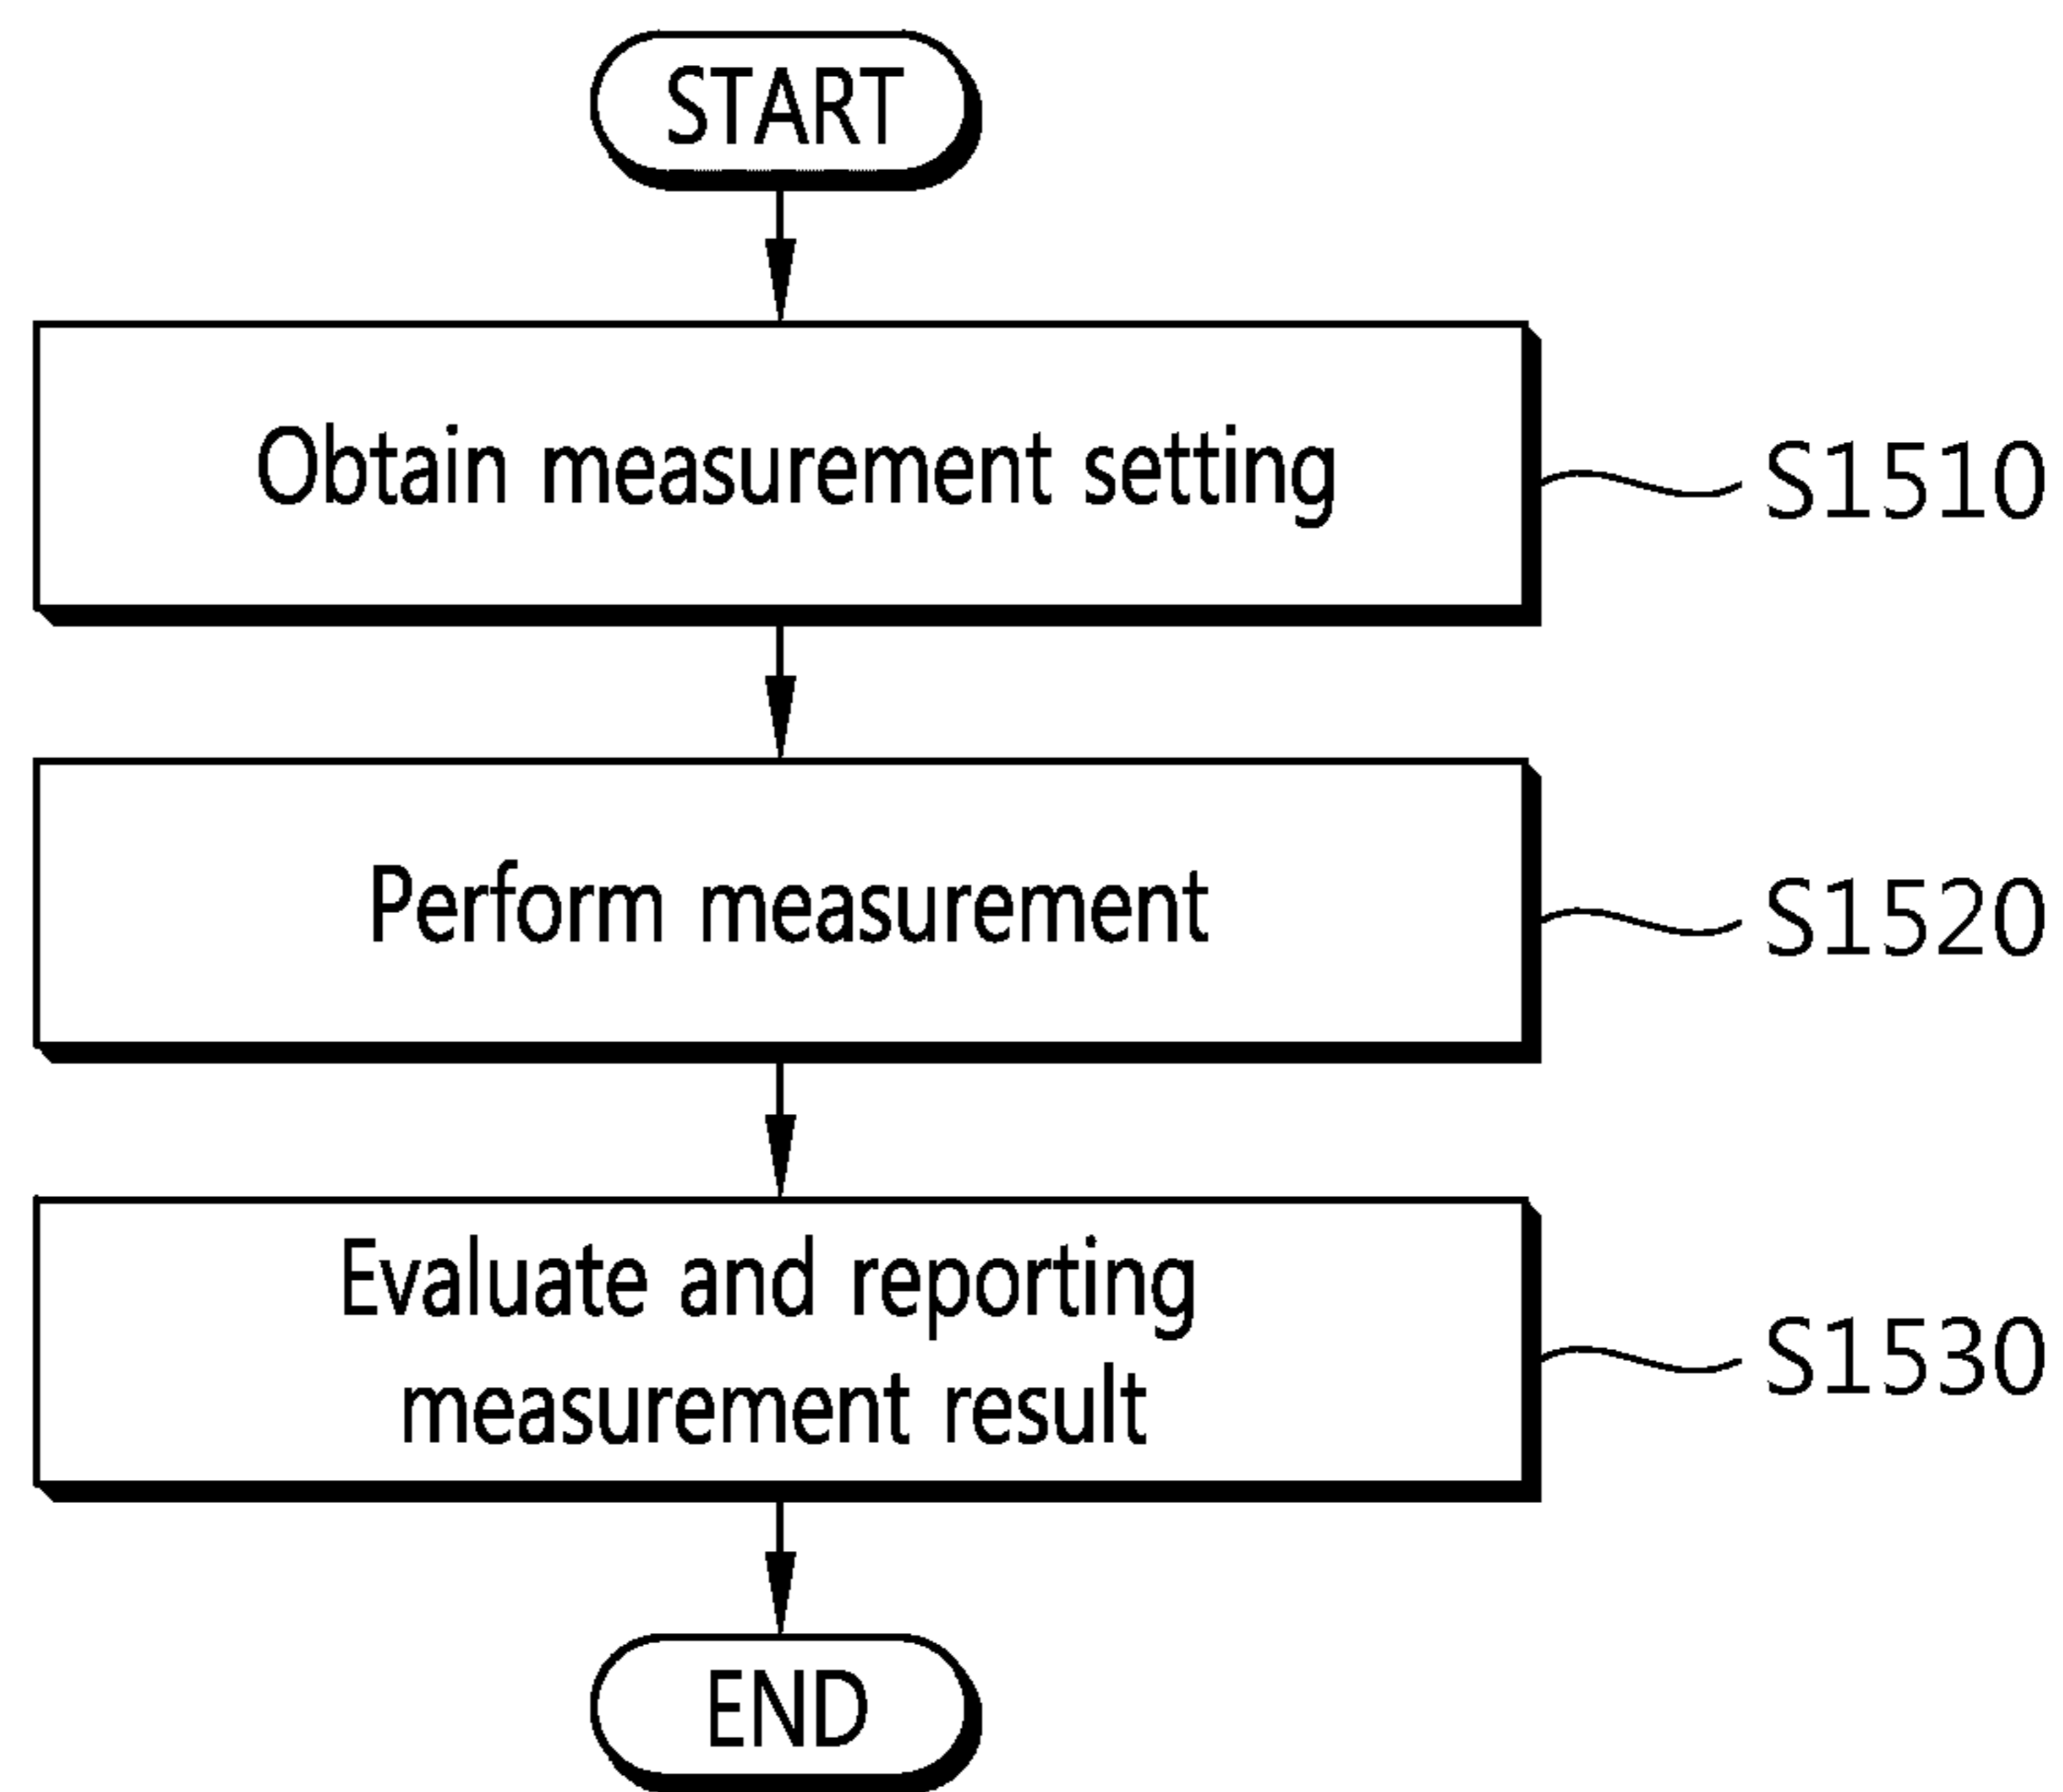 START
Obtain measurement setting
S1510
Perform measurement
S1520
Evaluate and reporting
measurement result
S1530
END